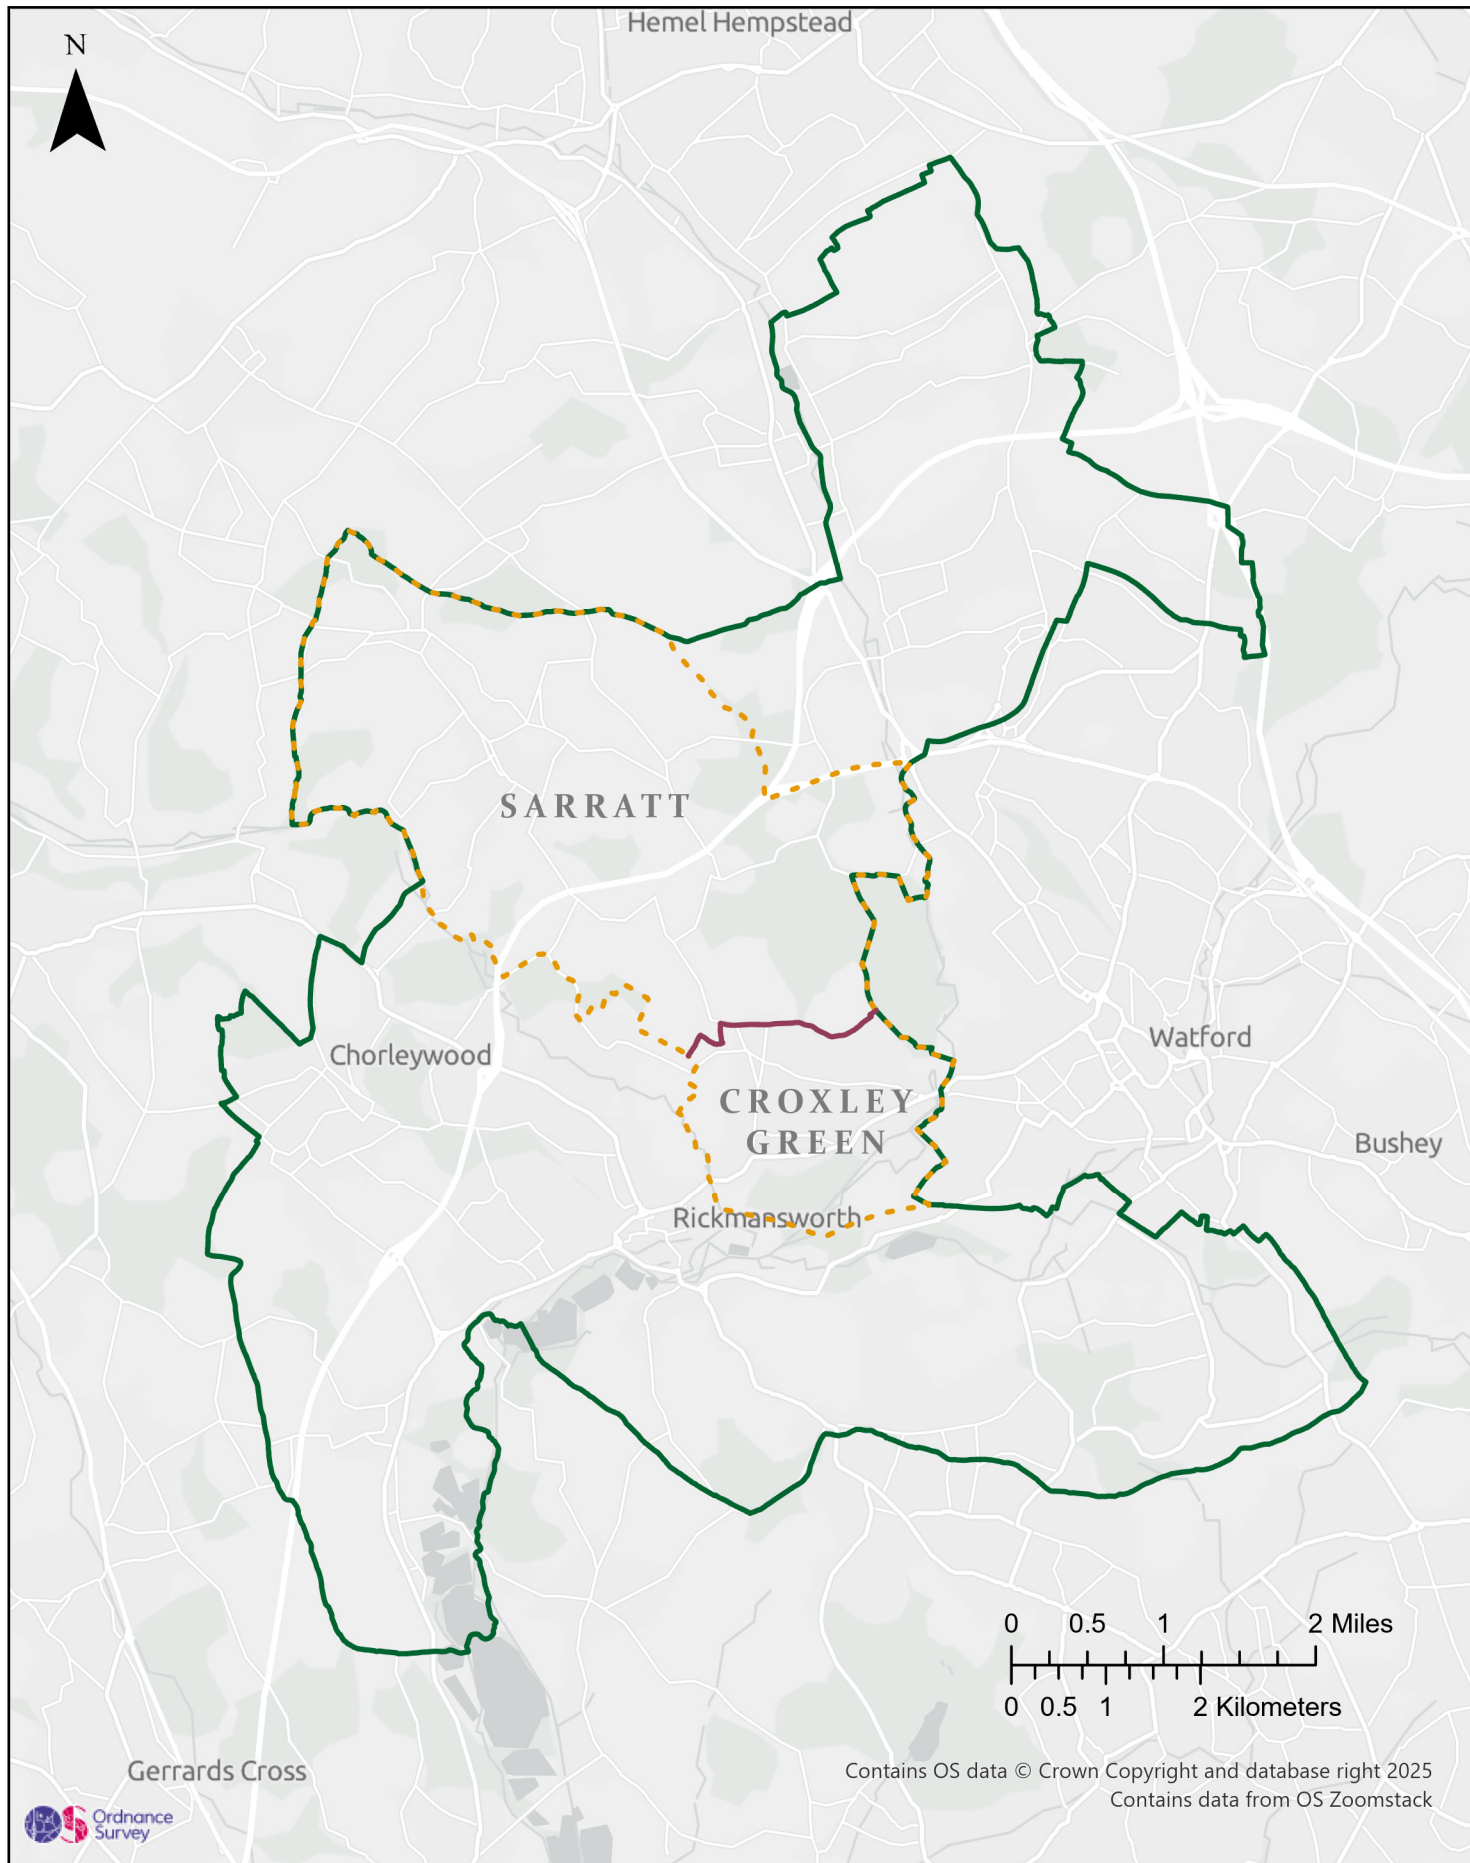 Hemel Hempstead
N
SARRATT
Chorleywood
Watford
CROXLEY
GREEN
Bushey
Rickmansworth
0 0.5 1 2 Miles
0 0.5 1 2 Kilometers
Gerrards Cross
Contains OS data © Crown Copyright and database right 2025
Contains data from OS Zoomstack
Ordnance
Survey